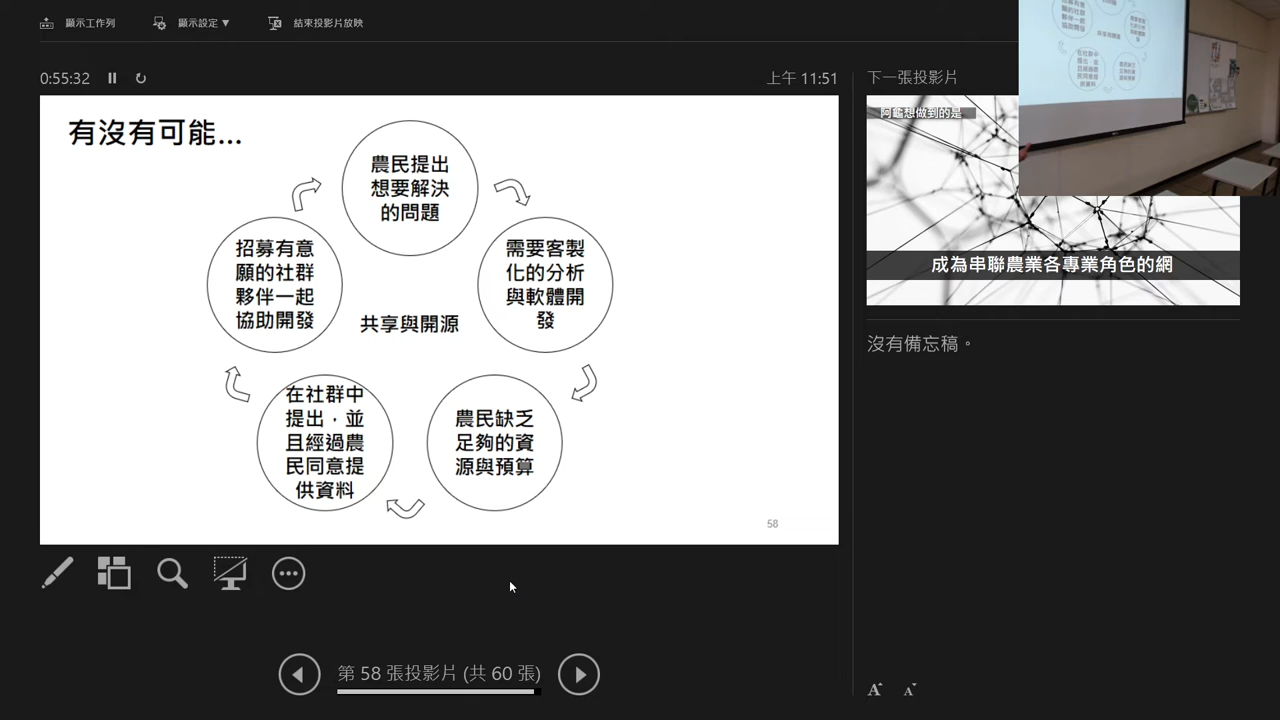 顯示工作列
顯示設定 ▼
結束投影片放映
0:55:32
上午 11:51
有沒有可能...
農民提出
想要解決
的問題
需要客製
化的分析
與軟體開
發
農民缺乏
足夠的資
源與預算
在社群中
提出，並
且經過農
民同意提
供資料
招募有意
願的社群
夥伴一起
協助開發
共享與開源
58
第 58 張投影片 (共 60 張)
下一張投影片
阿龜想做到的是
成為串聯農業各專業角色的網
沒有備忘稿。
A A